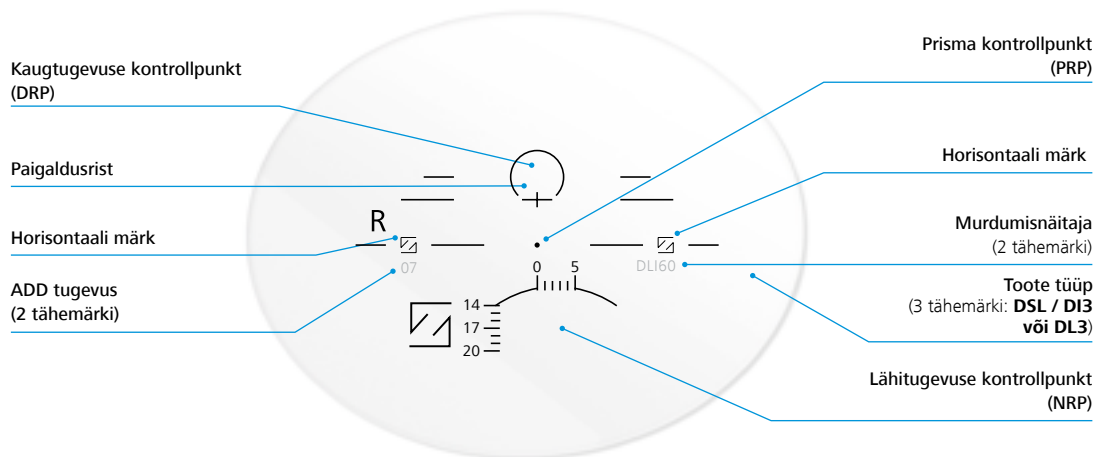 Kaugtugevuse kontrollpunkt
(DRP)
Paigaldusrist
Horisontaali märk
ADD tugevus
(2 tähemärki)
R
07
0 5
DLI60
14
17
20
Prisma kontrollpunkt
(PRP)
Horisontaali märk
Murdumisnäitaja
(2 tähemärki)
Toote tüüp
(3 tähemärki: DSL / DI3
või DL3)
Lähitugevuse kontrollpunkt
(NRP)